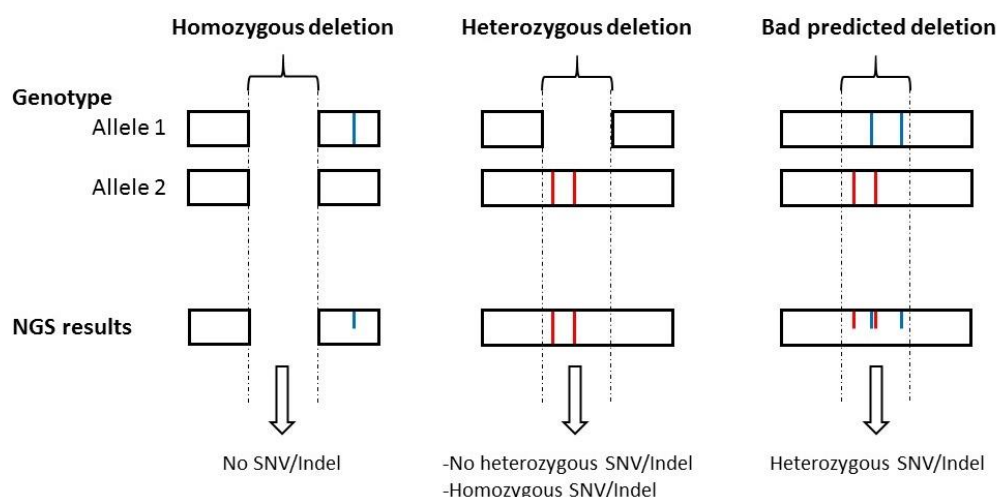 Homozygous deletion
Heterozygous deletion
Bad predicted deletion
Genotype
Allele 1
Allele 2
NGS results
No SNV/Indel
-No heterozygous SNV/Indel
-Homozygous SNV/Indel
Heterozygous SNV/Indel